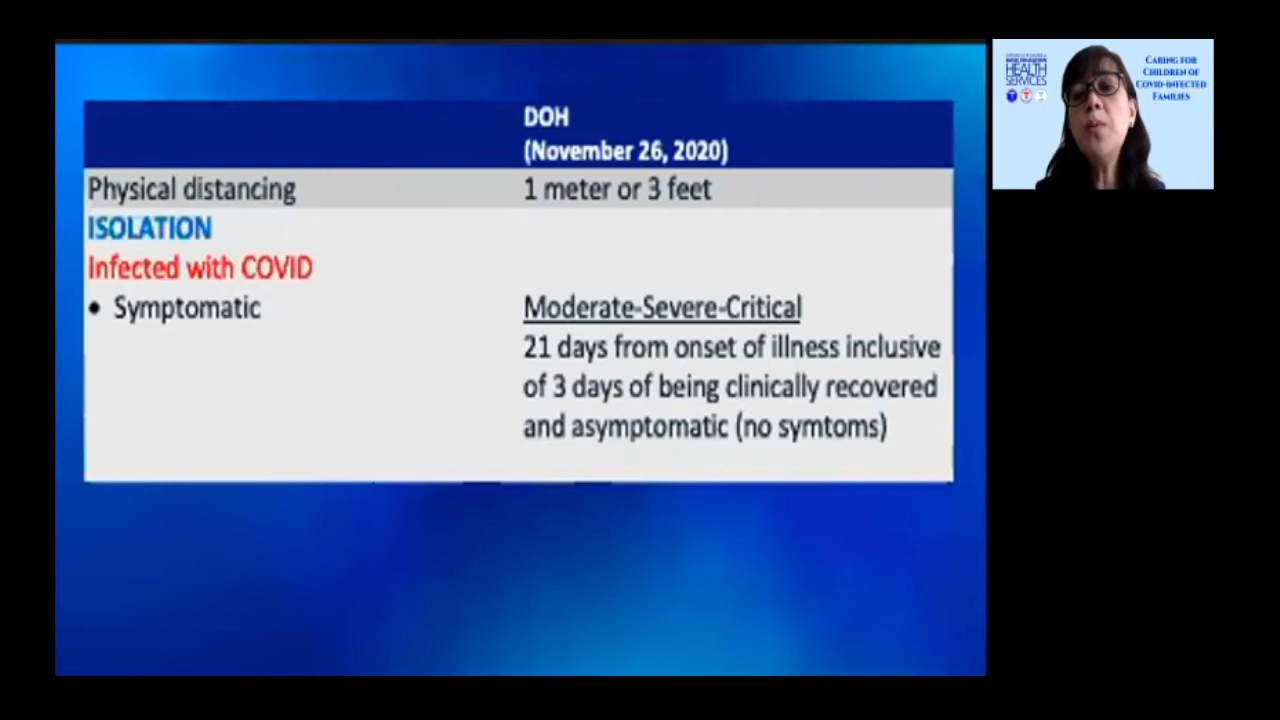 DOH
(November 26, 2020)
Physical distancing 1 meter or 3 feet
ISOLATION
Infected with COVID
• Symptomatic Moderate-Severe-Critical
21 days from onset of illness inclusive
of 3 days of being clinically recovered
and asymptomatic (no symtoms)
HEALTH
SERVICES
Caring for
Children of
Covid-infected
Families